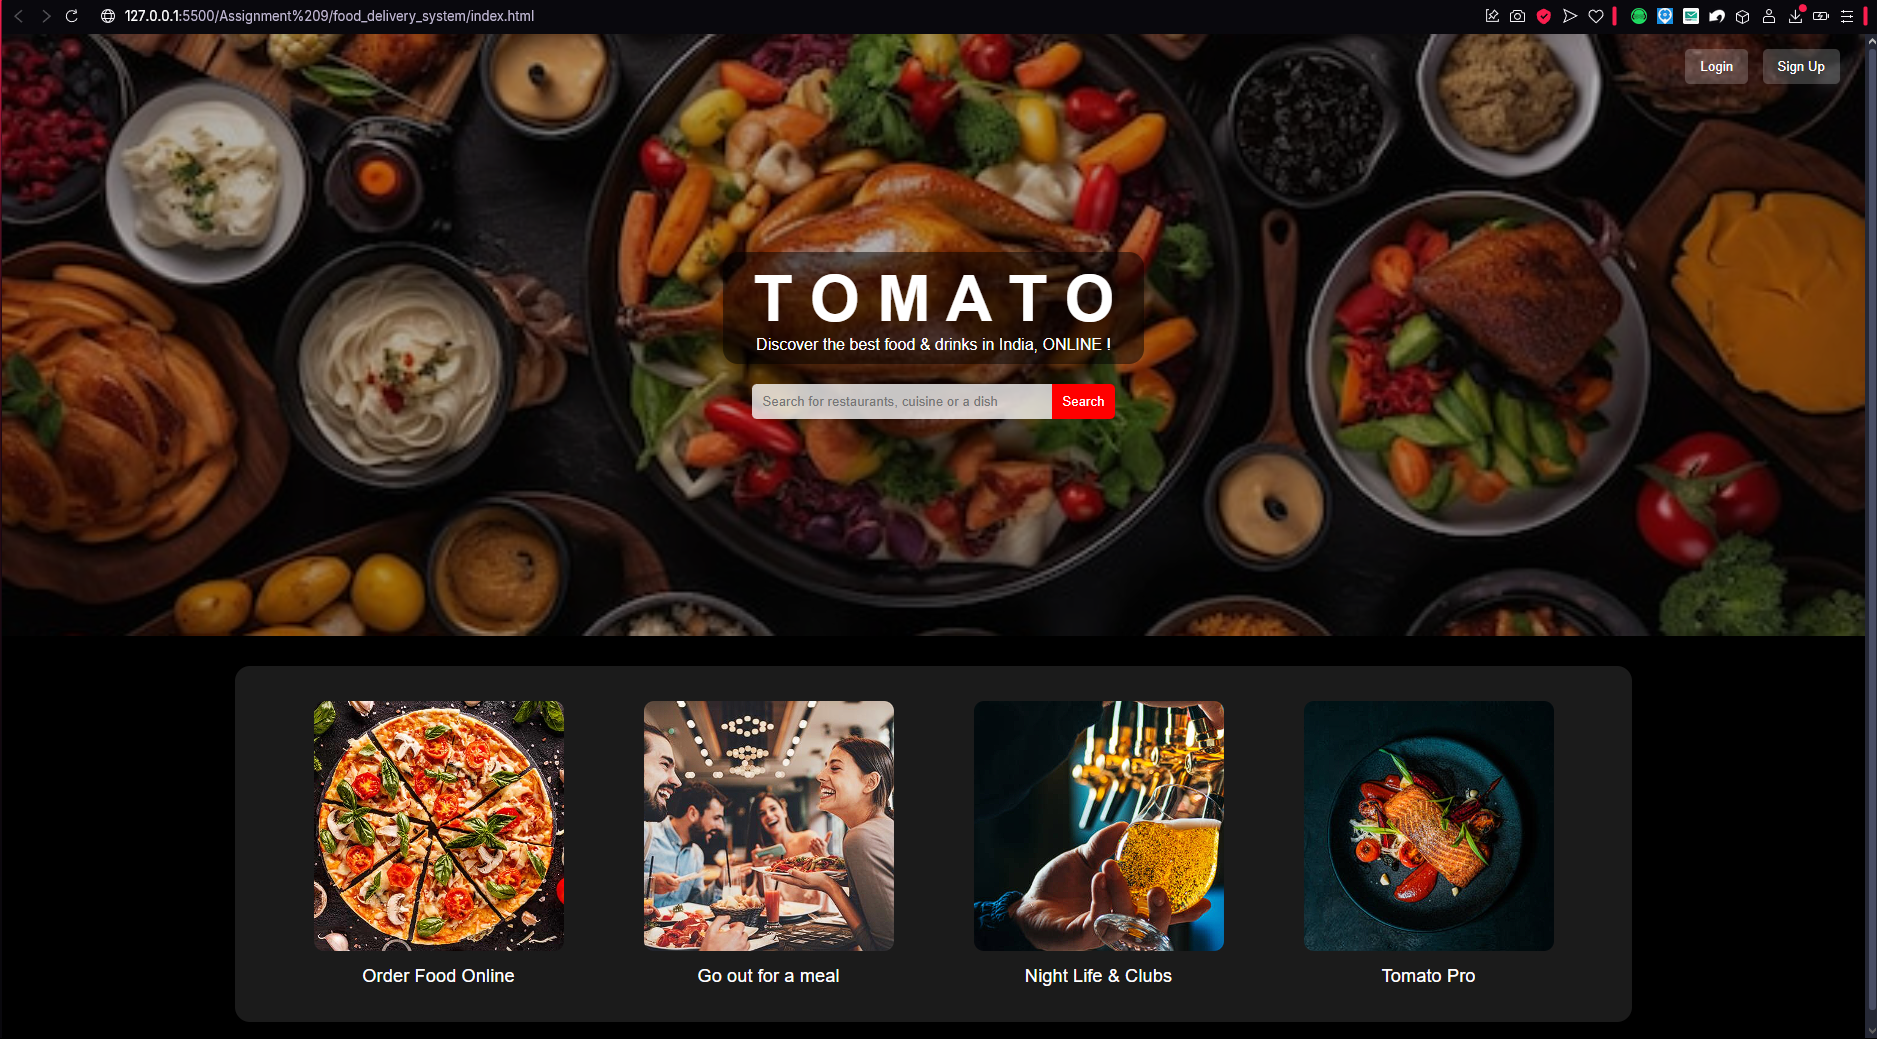 127.0.0.1:5500/Assignment%209/food_delivery_system/index.html
Login
Sign Up
TOMATO
Discover the best food & drinks in India, ONLINE !
Search for restaurants, cuisine or a dish
Search
Order Food Online
Go out for a meal
Night Life & Clubs
Tomato Pro